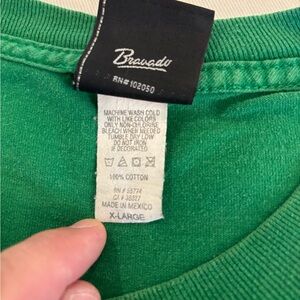 Bravado
RN# 102050
MACHINE WASH COLD
WITH LIKE COLORS
ONLY NON-CHLORINE
BLEACH WHEN NEEDED
TUMBLE DRY LOW
DO NOT IRON
IF DECORATED
100% COTTON
MADE IN MEXICO
X-LARGE